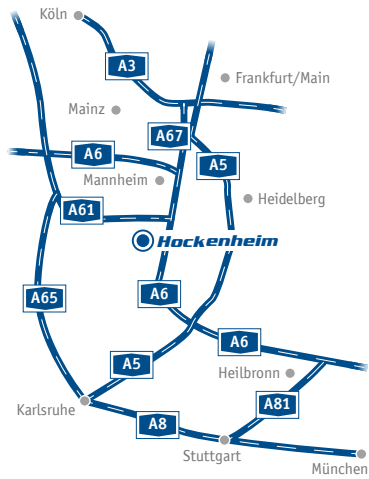 Köln
A3
Frankfurt/Main
Mainz
A67
A6
A5
Mannheim
Heidelberg
A61
Hockenheim
A65
A6
A6
A5
Heilbronn
A81
Karlsruhe
A8
Stuttgart
München